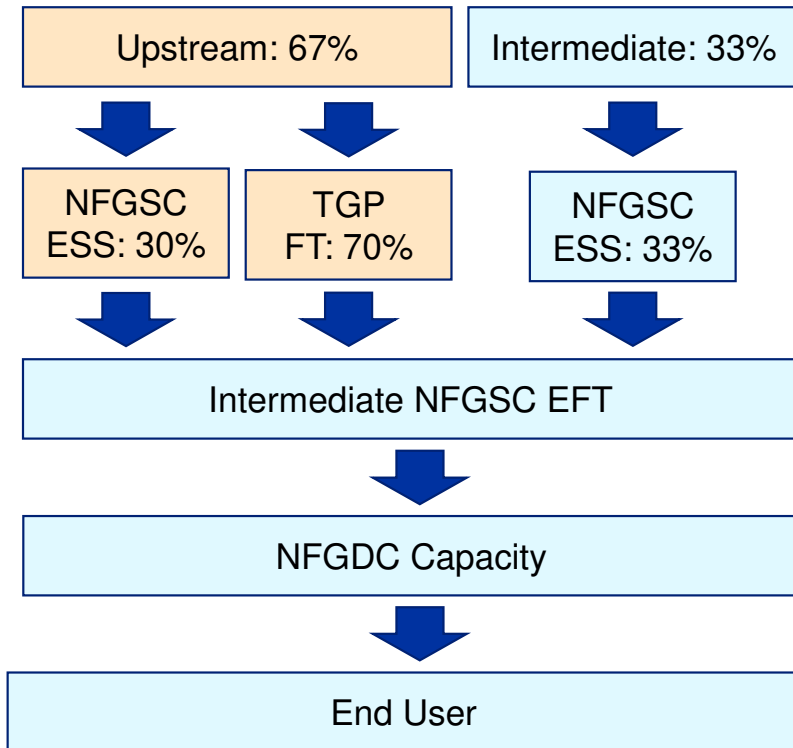 Upstream: 67%
Intermediate: 33%
NFGSC
ESS: 30%
TGP
FT: 70%
NFGSC
ESS: 33%
Intermediate NFGSC EFT
NFGDC Capacity
End User